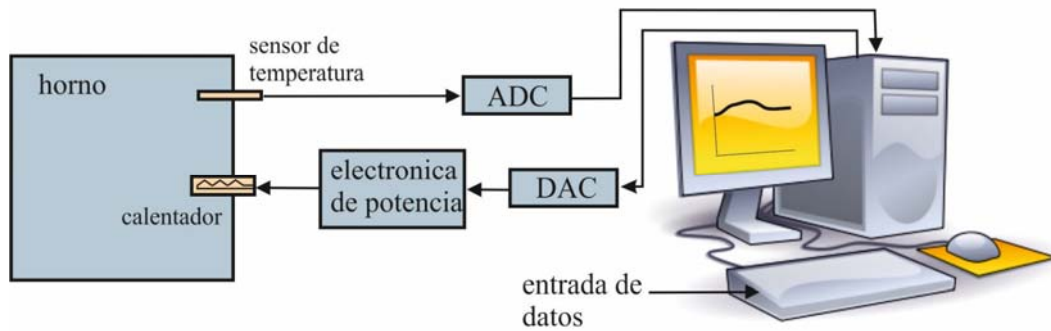 horno
sensor de
temperatura
ADC
electronica
de potencia
DAC
calentador
entrada de
datos